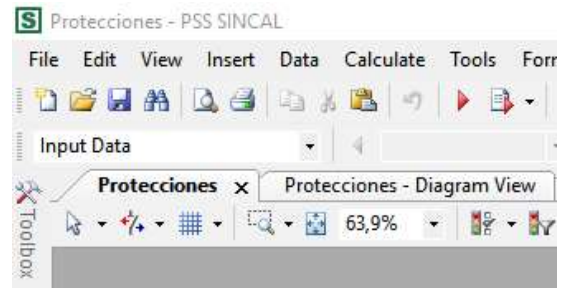 S Protecciones - PSS SINCAL
File Edit View Insert Data Calculate Tools Forr
Input Data
Protecciones x Protecciones - Diagram View
Toolbox
63,9%